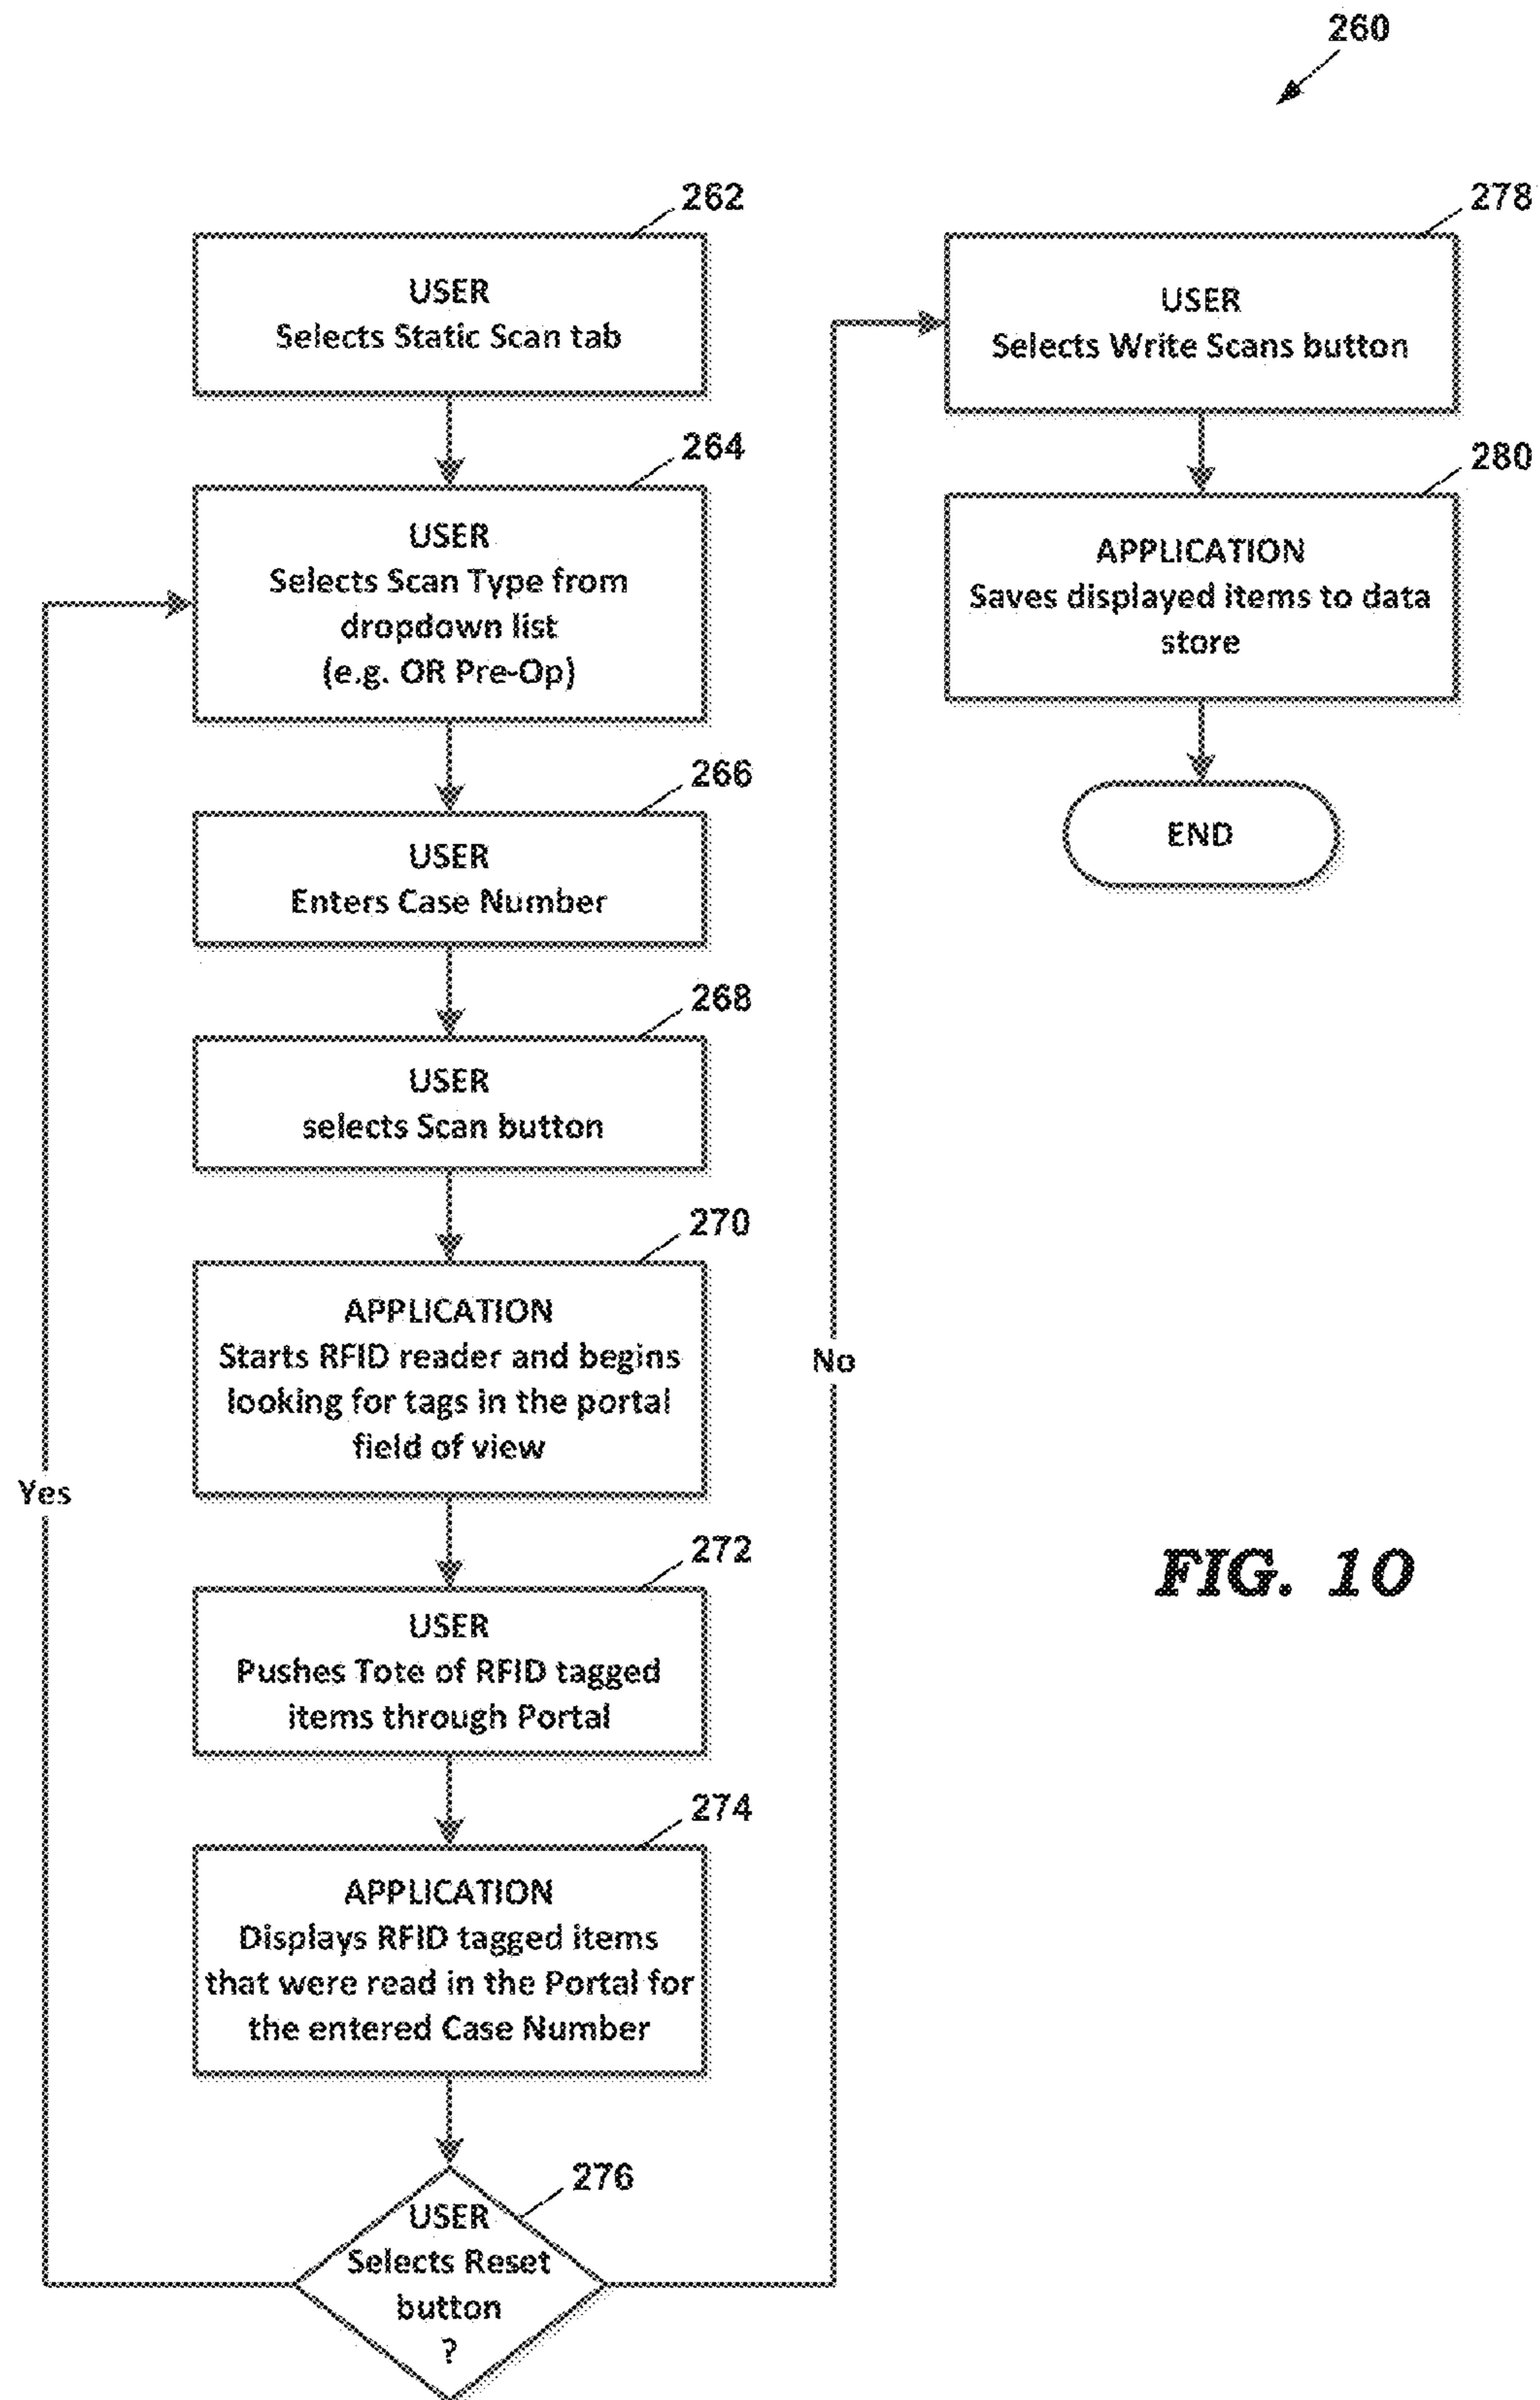 260
262
USER
Selects Static Scan tab
264
USER
Selects Scan Type from
dropdown list
(e.g. OR Pre-Op)
266
USER
Enters Case Number
268
USER
selects Scan button
270
APPLICATION
Starts RFID reader and begins
looking for tags in the portal
field of view
272
USER
Pushes Tote of RFID tagged
items through Portal
274
APPLICATION
Displays RFID tagged items
that were read in the Portal for
the entered Case Number
276
USER
Selects Reset
button
?
Yes
No
278
USER
Selects Write Scans button
280
APPLICATION
Saves displayed items to data
store
END
FIG. 10